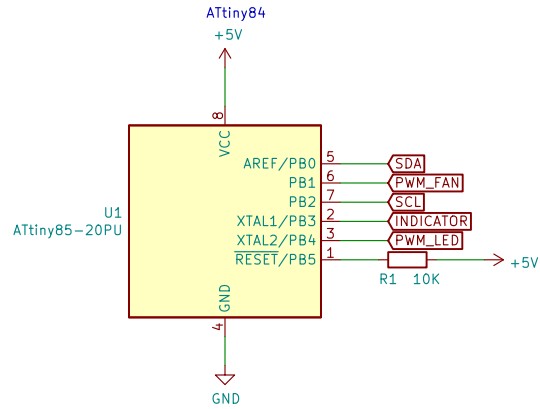 ATtiny84
+5V
8
VCC
AREF/PB0 5 SDA
PB1 6 PWM_FAN
PB2 7 SCL
U1
XTAL1/PB3 2 INDICATOR
ATtiny85-20PU
XTAL2/PB4 3 PWM_LED
RESET/PB5 1 +5V
R1 10K
GND
4
GND